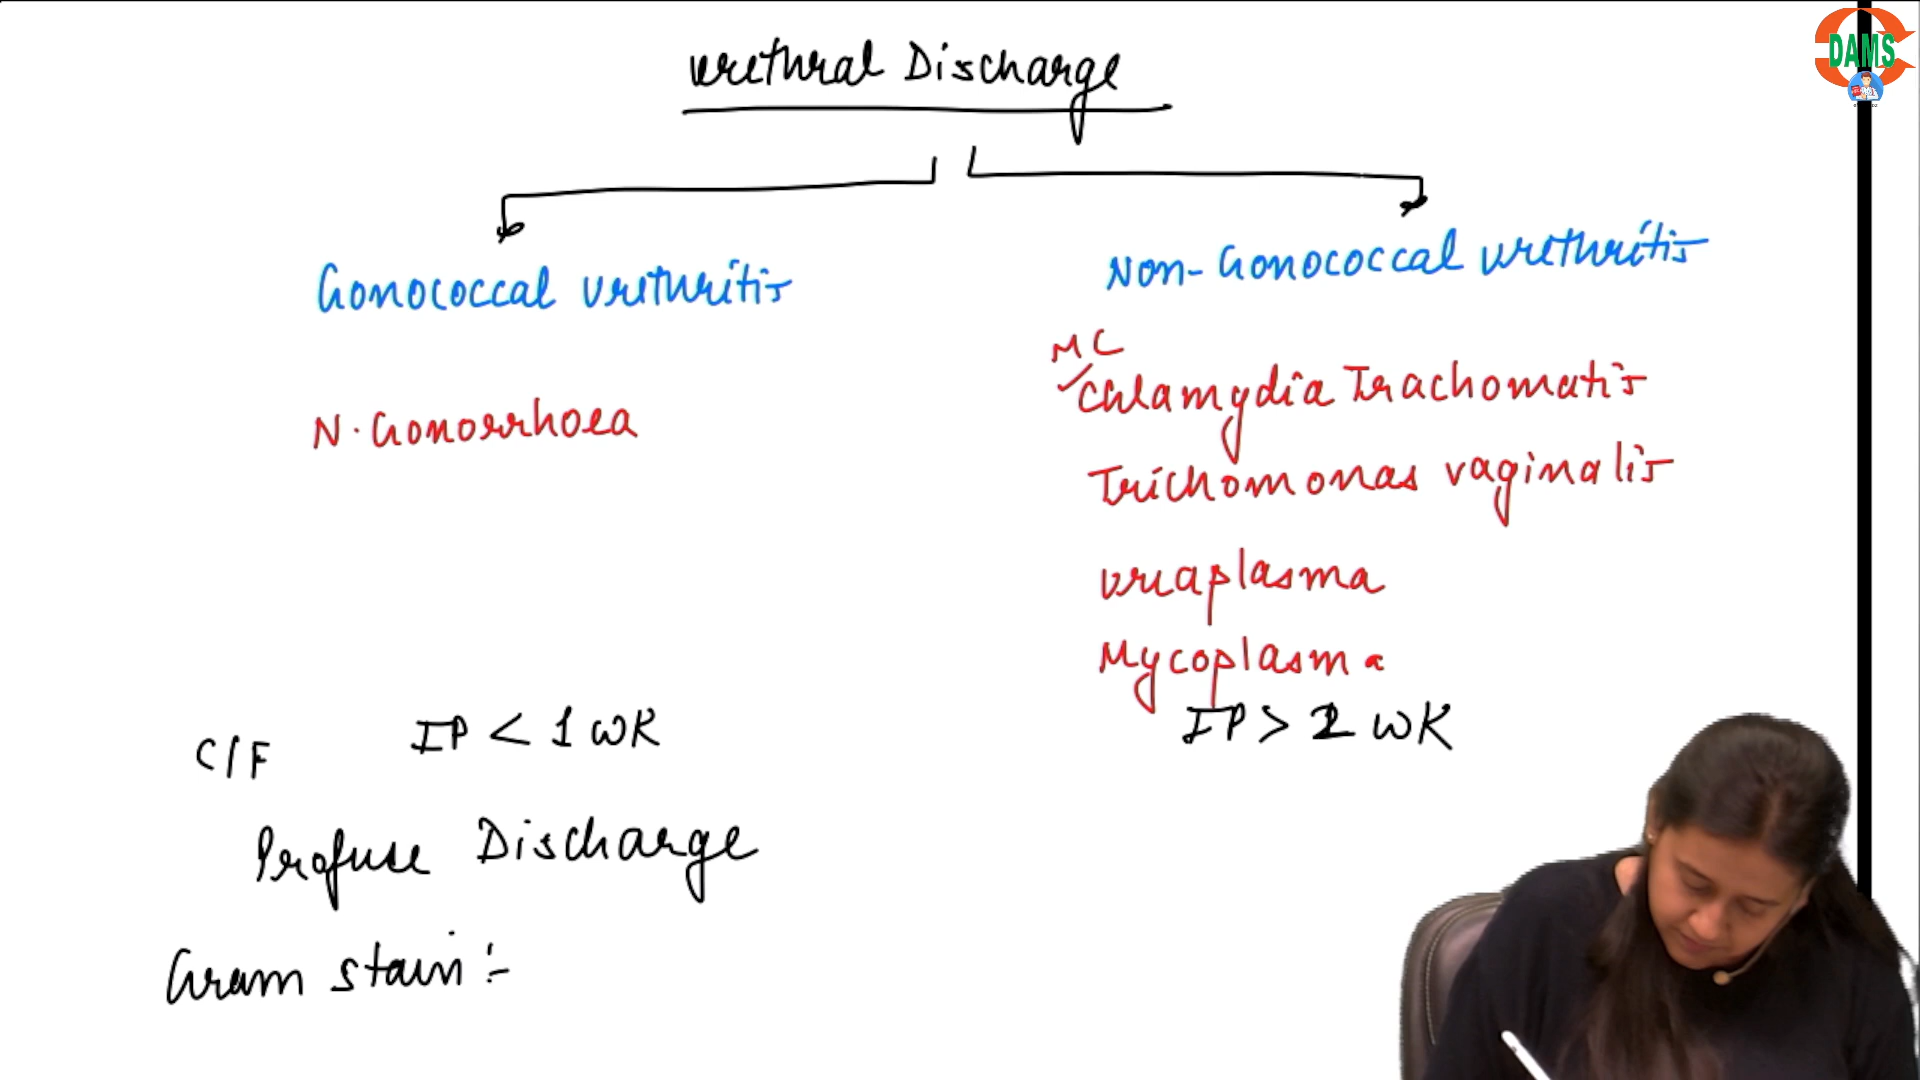 DAMS
Urethral Discharge
Gonococcal Urethritis
Non-Gonococcal Urethritis
N. Gonorrhoea
MC
Chlamydia Trachomatis
Trichomonas vaginalis
Ureaplasma
Mycoplasma
C/F
IP < 1 WK
IP > 2 WK
Profuse Discharge
Gram stain :-